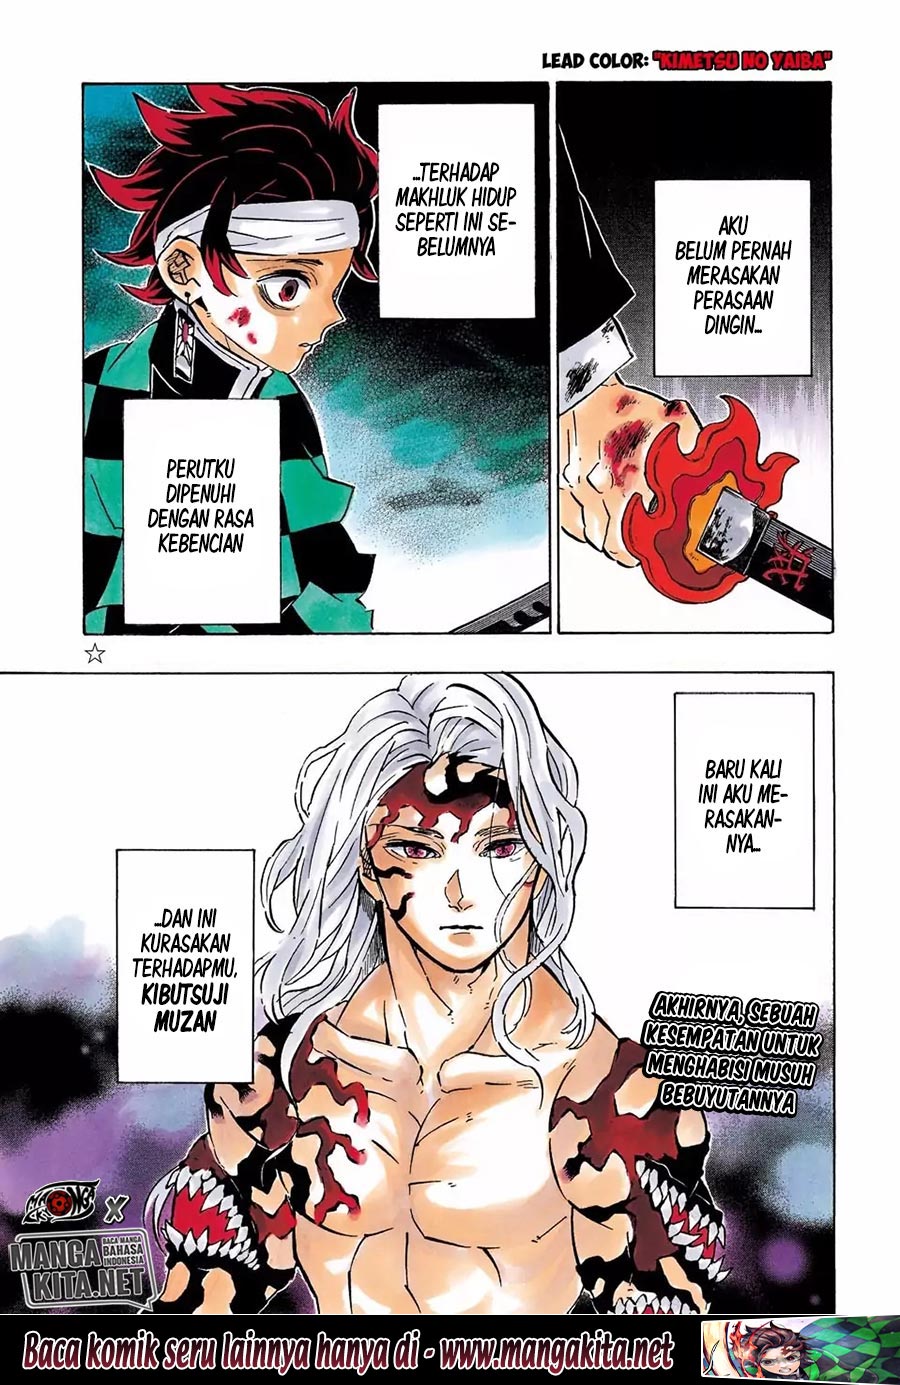 LEAD COLOR: "KIMETSU NO YAIBA"
AKU
BELUM PERNAH
MERASAKAN
PERASAAN
DINGIN...
...TERHADAP
MAKHLUK HIDUP
SEPERTI INI SE-
BELUMNYA
PERUTKU
DIPENUHI
DENGAN RASA
KEBENCIAN
BARU KALI
INI AKU ME-
RASAKAN-
NYA...
...DAN INI
KURASAKAN
TERHADAPMU,
KIBUTSUJI
MUZAN
AKHIRNYA, SEBUAH
KESEMPATAN UNTUK
MENGHABISI MUSUH
BEBUYUTANNYA
X
MANGA
KITA.NET
BACA MANGA
BAHASA
INDONESIA
Baca komik seru lainnya hanya di - www.mangakita.net